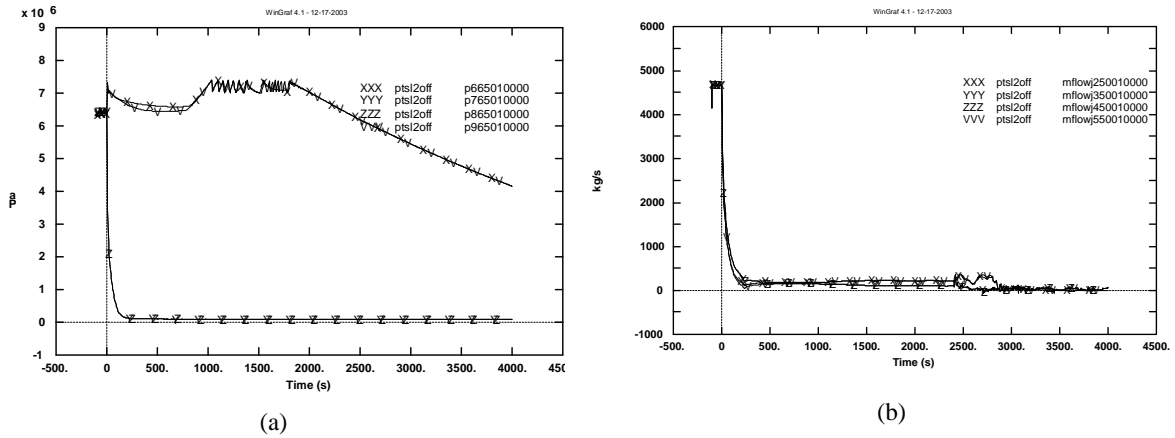 WinGraf 4.1 - 12-17-2003
x 10 6
9
8
7
6
5
4
3
2
1
0
-1
Pa
XXX ptsl2off p665010000
YYY ptsl2off p765010000
ZZZ ptsl2off p865010000
VVV ptsl2off p965010000
-500. 0. 500. 1000. 1500. 2000. 2500. 3000. 3500. 4000. 450
Time (s)
(a)
WinGraf 4.1 - 12-17-2003
6000
5000
4000
3000
2000
1000
0
-1000
kg/s
XXX ptsl2off mflowj250010000
YYY ptsl2off mflowj350010000
ZZZ ptsl2off mflowj450010000
VVV ptsl2off mflowj550010000
-500. 0. 500. 1000. 1500. 2000. 2500. 3000. 3500. 4000. 4500.
Time (s)
(b)